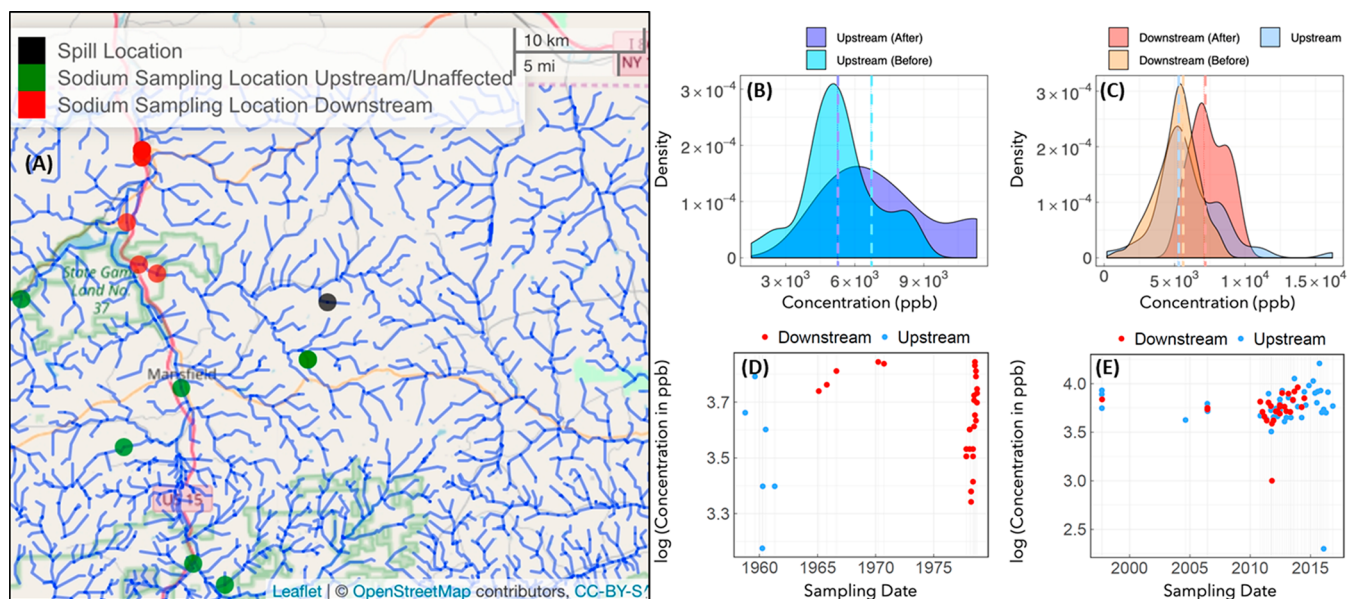 Spill Location
Sodium Sampling Location Upstream/Unaffected
Sodium Sampling Location Downstream
10 km
5 mi
NY
(A)
State Gam
Land No.
37
Mansfield
US 15
Leaflet | © OpenStreetMap contributors, CC-BY-SA
Upstream (After)
Upstream (Before)
(B)
3 × 10⁻⁴
2 × 10⁻⁴
1 × 10⁻⁴
0
Density
3 × 10³
6 × 10³
9 × 10³
Concentration (ppb)
Downstream (After)
Upstream
Downstream (Before)
(C)
3 × 10⁻⁴
2 × 10⁻⁴
1 × 10⁻⁴
0
Density
0
5 × 10³
1 × 10⁴
1.5 × 10⁴
Concentration (ppb)
Downstream
Upstream
(D)
3.7
3.5
3.3
log (Concentration in ppb)
1960
1965
1970
1975
Sampling Date
Downstream
Upstream
(E)
4.0
3.5
3.0
2.5
log (Concentration in ppb)
2000
2005
2010
2015
Sampling Date